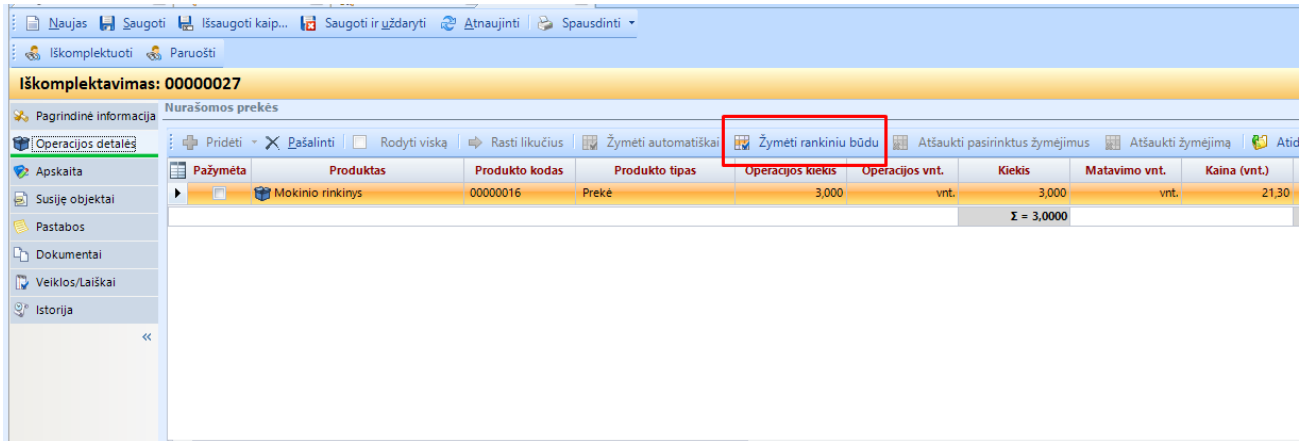 Naujas Saugoti Išsaugoti kaip... Saugoti ir uždaryti Atnaujinti Spausdinti
Iškomplektuoti Paruošti
Iškomplektavimas: 00000027
Pagrindinė informacija
Operacijos detalės
Apskaita
Susiję objektai
Pastabos
Dokumentai
Veiklos/Laiškai
Istorija
«
Nurašomos prekės
Pridėti Pašalinti Rodyti viską Rasti likučius Žymėti automatiškai Žymėti rankiniu būdu Atšaukti pasirinktus žymėjimus Atšaukti žymėjimą Atid
Pažymėta Produktas Produkto kodas Produkto tipas Operacijos kiekis Operacijos vnt. Kiekis Matavimo vnt. Kaina (vnt.)
Mokinio rinkinys 00000016 Prekė 3,000 vnt. 3,000 vnt. 21,30
Σ = 3,0000